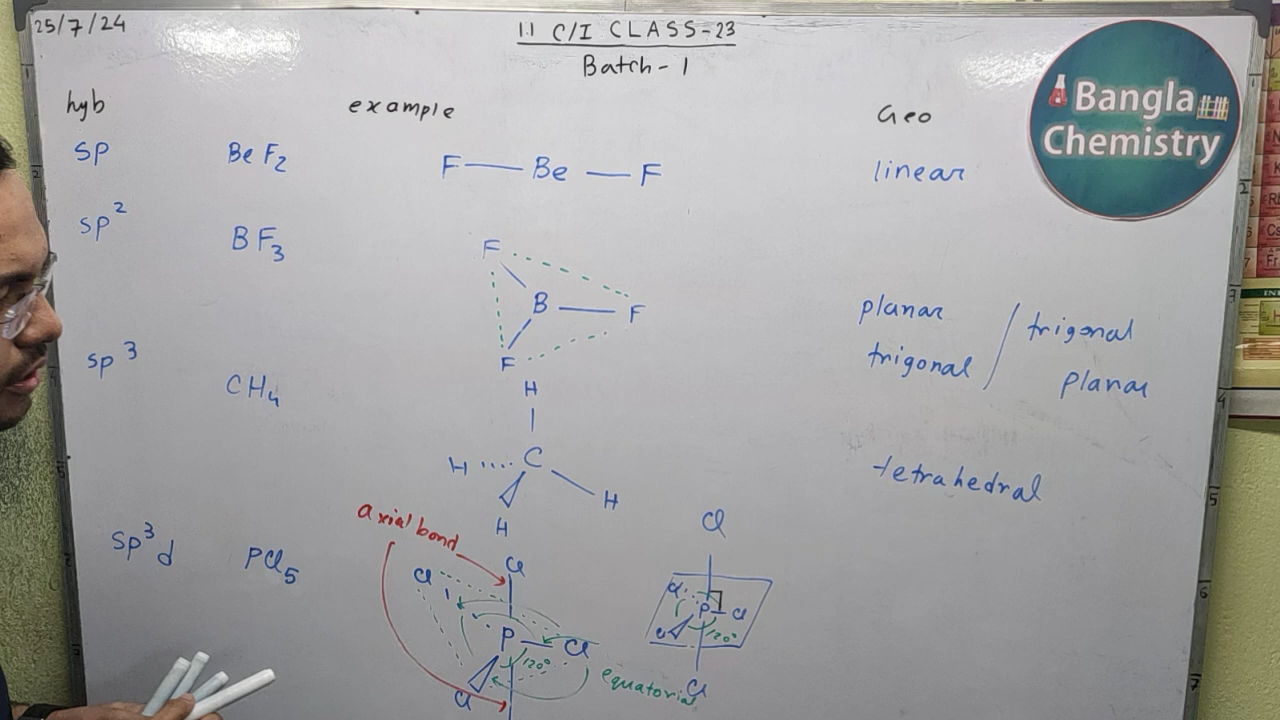 25/7/24
11 C/I CLASS-23
Batch-1
Bangla
Chemistry
hyb example Geo
sp BeF₂ F — Be — F linear
sp² BF₃
F
B — F
F
planar / trigonal
trigonal planar
sp³ CH₄
H
H C
H
H
tetrahedral
axial bond
sp³d PCl₅
Cl
Cl
P — Cl
120°
Cl
equatorial
Cl
Cl
P Cl
Cl 120°
Cl